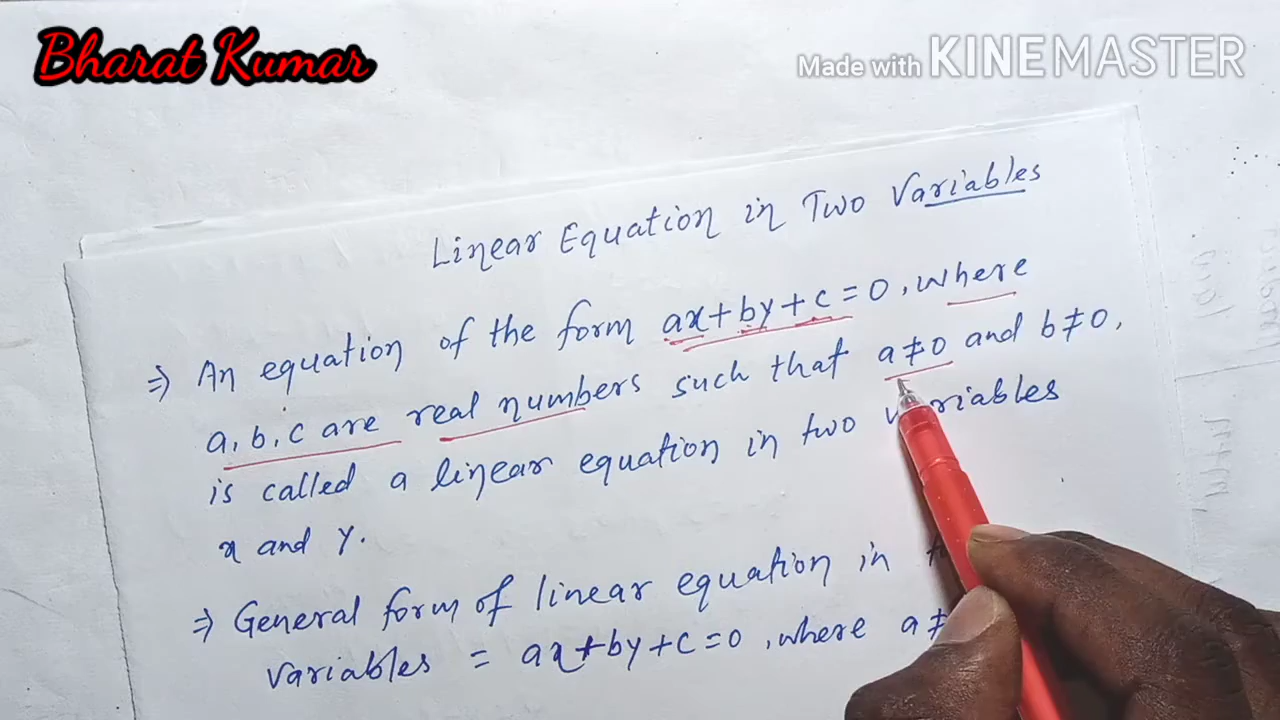 Bharat Kumar
Made with KINEMASTER
Linear Equation in Two Variables
⇒ An equation of the form ax+by+c=0, where
a, b, c are real numbers such that a≠0 and b≠0,
is called a linear equation in two variables
x and y.
⇒ General form of linear equation in
variables = ax+by+c=0, where a≠